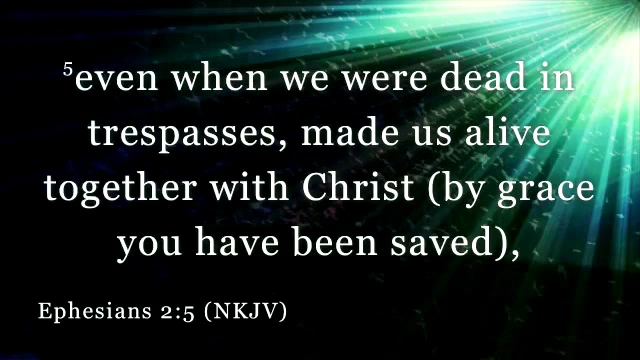 ⁵even when we were dead in
trespasses, made us alive
together with Christ (by grace
you have been saved),
Ephesians 2:5 (NKJV)